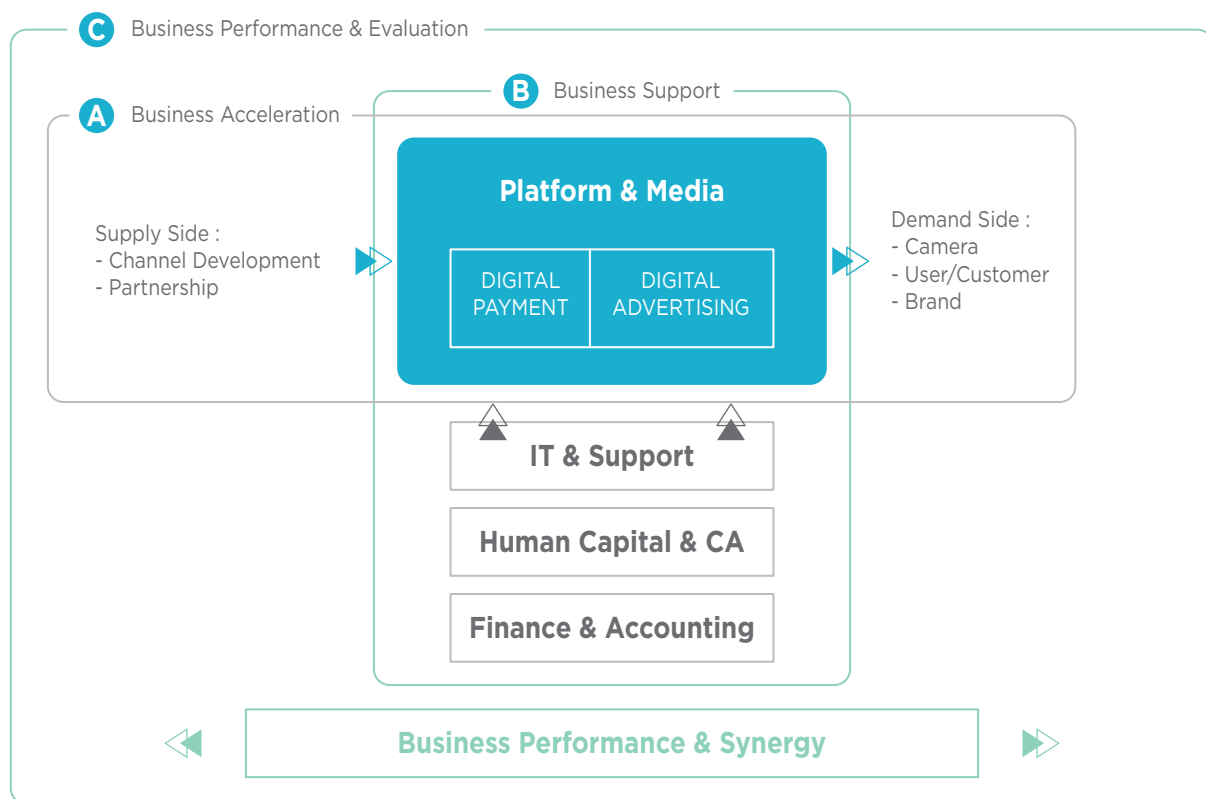 C Business Performance & Evaluation
B Business Support
A Business Acceleration
Platform & Media
Supply Side :
- Channel Development
- Partnership
DIGITAL
PAYMENT
DIGITAL
ADVERTISING
Demand Side :
- Camera
- User/Customer
- Brand
IT & Support
Human Capital & CA
Finance & Accounting
Business Performance & Synergy